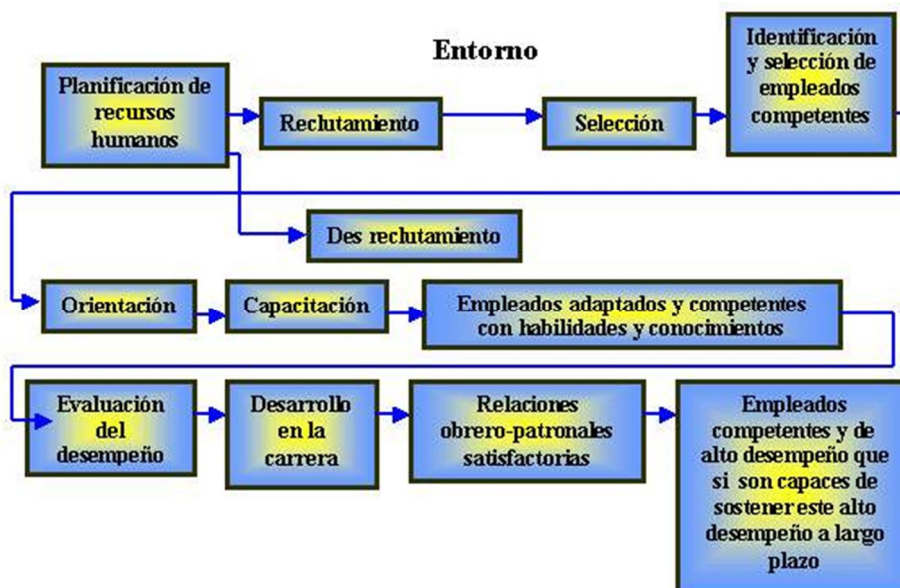 Entorno
Planificación de
recursos
humanos
Reclutamiento
Selección
Identificación
y selección de
empleados
competentes
Des reclutamiento
Orientación
Capacitación
Empleados adaptados y competentes
con habilidades y conocimientos
Evaluación
del
desempeño
Desarrollo
en la
carrera
Relaciones
obrero-patronales
satisfactorias
Empleados
competentes y de
alto desempeño que
si son capaces de
sostener este alto
desempeño a largo
plazo